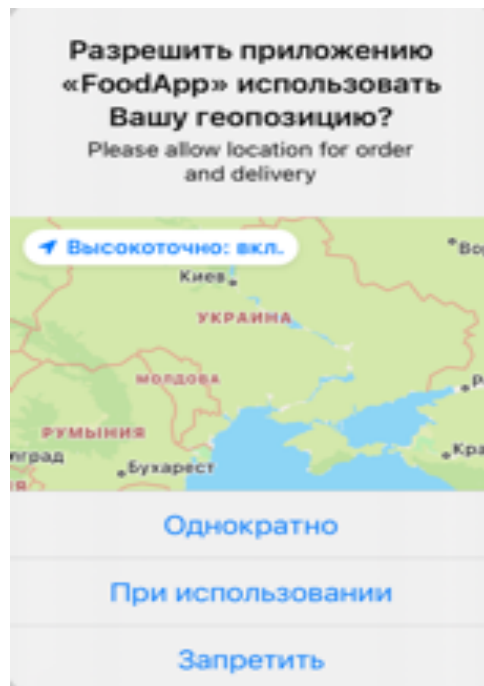 Разрешить приложению
«FoodApp» использовать
Вашу геопозицию?
Please allow location for order
and delivery
Высокоточно: вкл.
Киев
УКРАИНА
МОЛДОВА
РУМЫНИЯ
Бухарест
Однократно
При использовании
Запретить